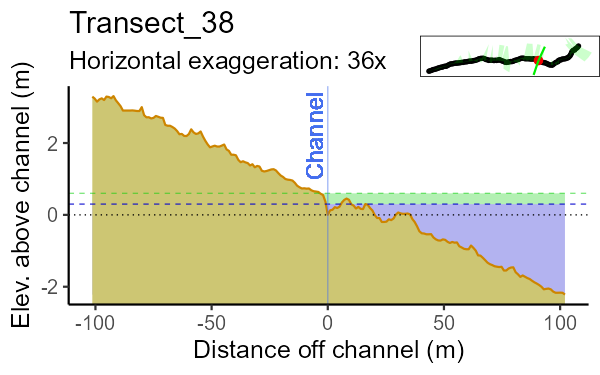 Transect_38
Horizontal exaggeration: 36x
Channel
Elev. above channel (m)
2
0
-2
-100
-50
0
50
100
Distance off channel (m)